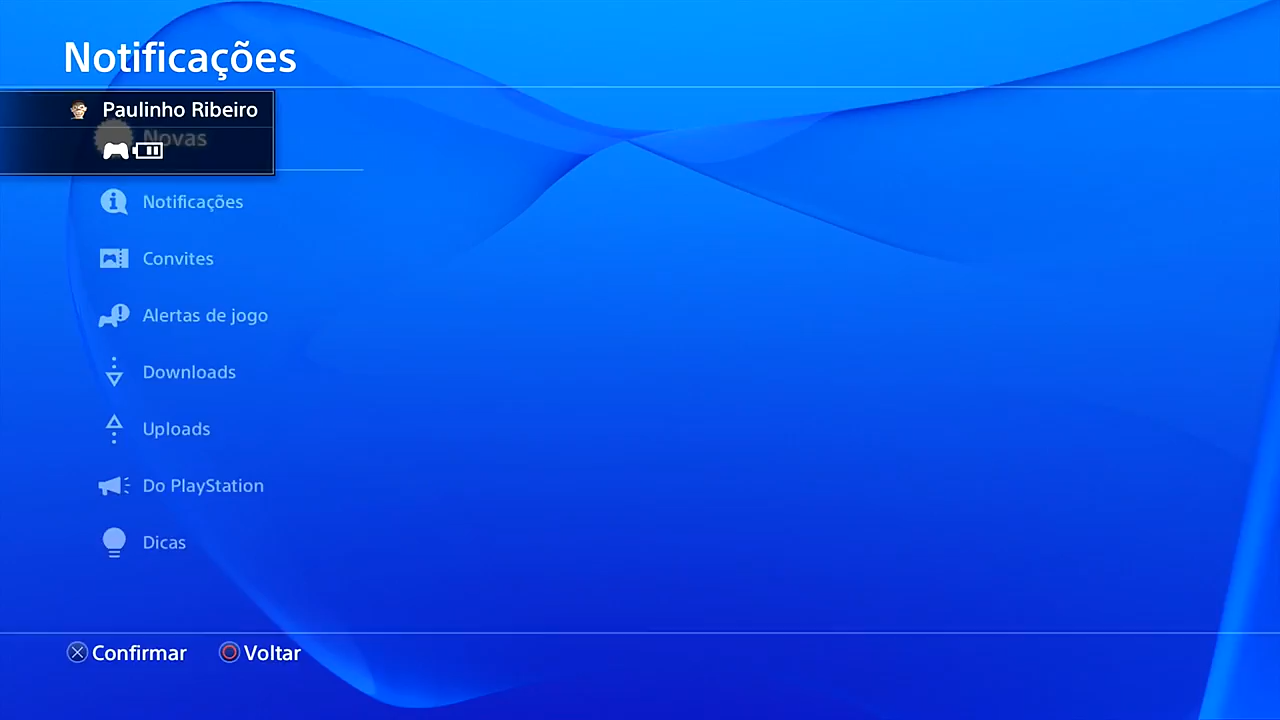 Notificações
Paulinho Ribeiro
Novas
Notificações
Convites
Alertas de jogo
Downloads
Uploads
Do PlayStation
Dicas
Confirmar Voltar